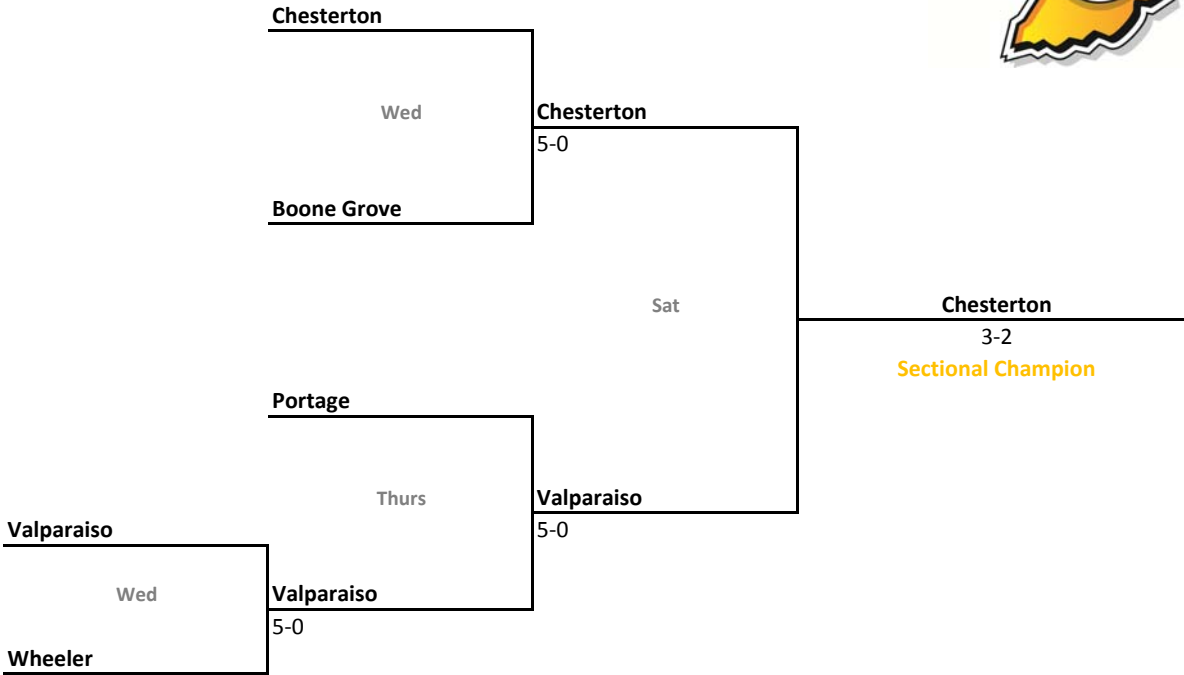 Chesterton
Wed
Chesterton
5-0
Boone Grove
Sat
Chesterton
3-2
Sectional Champion
Portage
Thurs
Valparaiso
5-0
Valparaiso
Wed
Valparaiso
5-0
Wheeler